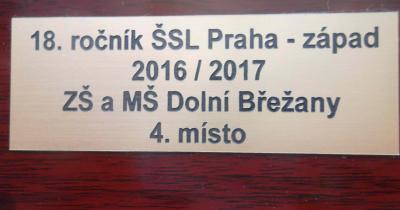 18. ročník ŠSL Praha - západ
2016 / 2017
ZŠ a MŠ Dolní Břežany
4. místo